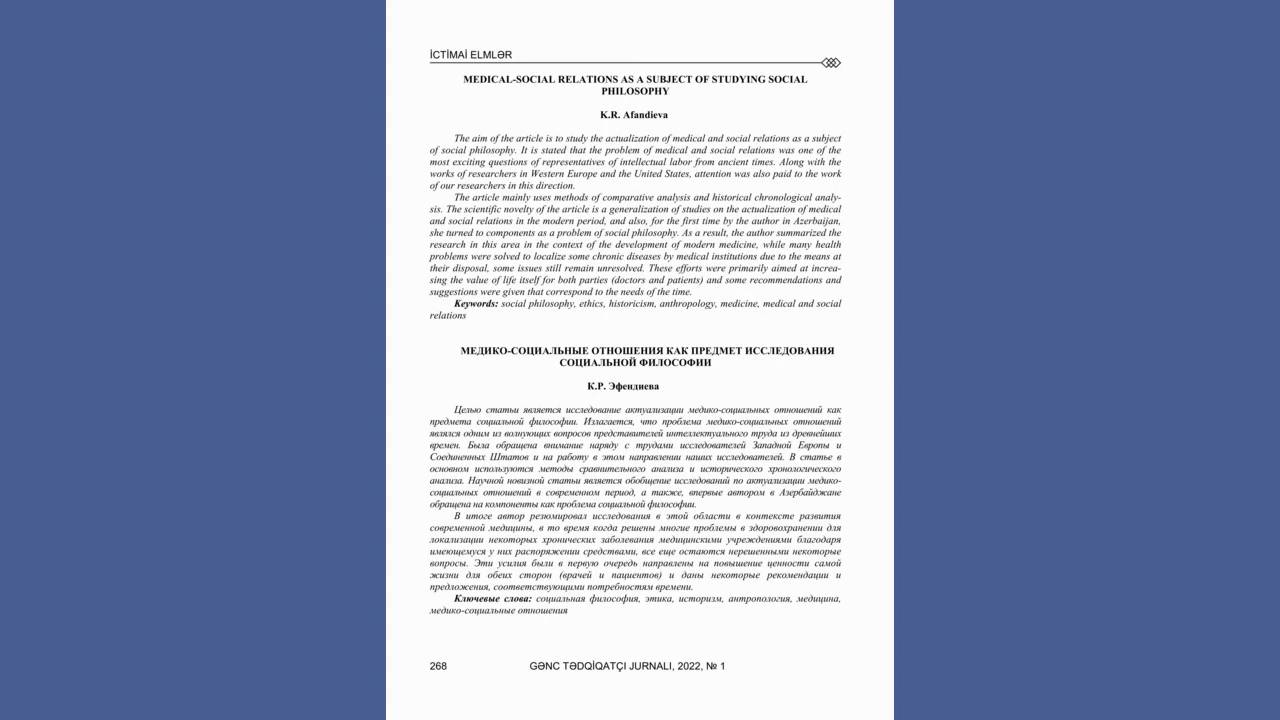 İCTİMAİ ELMLƏR
MEDICAL-SOCIAL RELATIONS AS A SUBJECT OF STUDYING SOCIAL
PHILOSOPHY
K.R. Afandieva
The aim of the article is to study the actualization of medical and social relations as a subject
of social philosophy. It is stated that the problem of medical and social relations was one of the
most exciting questions of representatives of intellectual labor from ancient times. Along with the
works of researchers in Western Europe and the United States, attention was also paid to the work
of our researchers in this direction.
The article mainly uses methods of comparative analysis and historical chronological analy-
sis. The scientific novelty of the article is a generalization of studies on the actualization of medical
and social relations in the modern period, and also, for the first time by the author in Azerbaijan,
she turned to components as a problem of social philosophy. As a result, the author summarized the
research in this area in the context of the development of modern medicine, while many health
problems were solved to localize some chronic diseases by medical institutions due to the means at
their disposal, some issues still remain unresolved. These efforts were primarily aimed at increa-
sing the value of life itself for both parties (doctors and patients) and some recommendations and
suggestions were given that correspond to the needs of the time.
Keywords: social philosophy, ethics, historicism, anthropology, medicine, medical and social
relations
МЕДИКО-СОЦИАЛЬНЫЕ ОТНОШЕНИЯ КАК ПРЕДМЕТ ИССЛЕДОВАНИЯ
СОЦИАЛЬНОЙ ФИЛОСОФИИ
К.Р. Эфендиева
Целью статьи является исследование актуализации медико-социальных отношений как
предмета социальной философии. Излагается, что проблема медико-социальных отношений
являлся одним из волнующих вопросов представителей интеллектуального труда из древнейших
времен. Была обращена внимание наряду с трудами исследователей Западной Европы и
Соединенных Штатов и на работу в этом направлении наших исследователей. В статье в
основном используются методы сравнительного анализа и исторического хронологического
анализа. Научной новизной статьи является обобщение исследований по актуализации медико-
социальных отношений в современном период, а также, впервые автором в Азербайджане
обращена на компоненты как проблема социальной философии.
В итоге автор резюмировал исследования в этой области в контексте развития
современной медицины, в то время когда решены многие проблемы в здоровохранении для
локализации некоторых хронических заболевания медицинскими учреждениями благодаря
имеющемуся у них распоряжении средствами, все еще остаются нерешенными некоторые
вопросы. Эти усилия были в первую очередь направлены на повышение ценности самой
жизни для обеих сторон (врачей и пациентов) и даны некоторые рекомендации и
предложения, соответствующими потребностям времени.
Ключевые слова: социальная философия, этика, историзм, антропология, медицина,
медико-социальные отношения
268 GƏNC TƏDQİQATÇI JURNALI, 2022, № 1